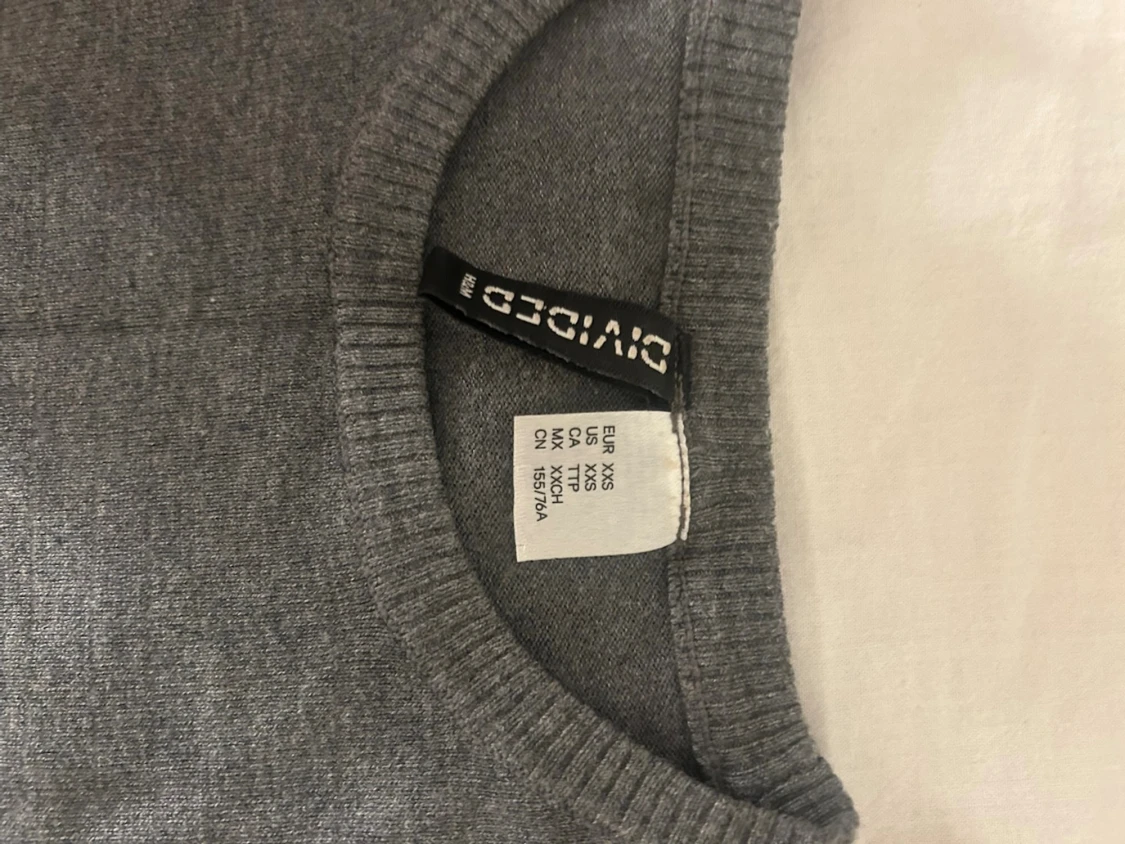 DIVIDED
H&M
EUR XXS
US XXS
CA TTP
MX XXCH
CN 155/76A